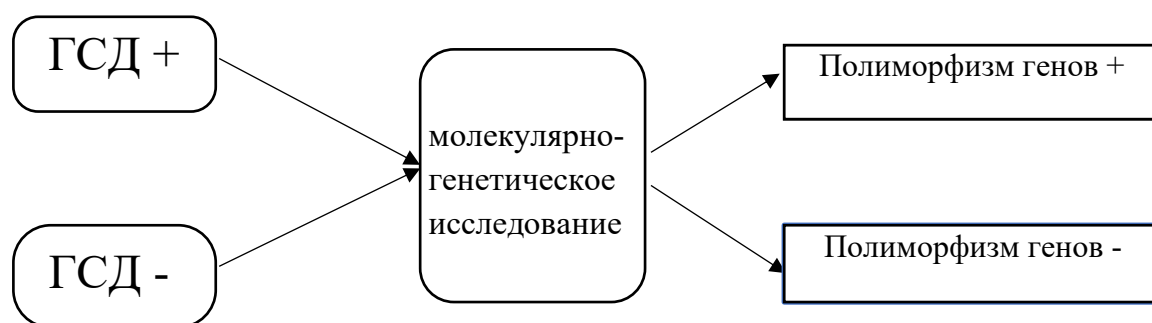 ГСД +
ГСД -
молекулярно-
генетическое
исследование
Полиморфизм генов +
Полиморфизм генов -